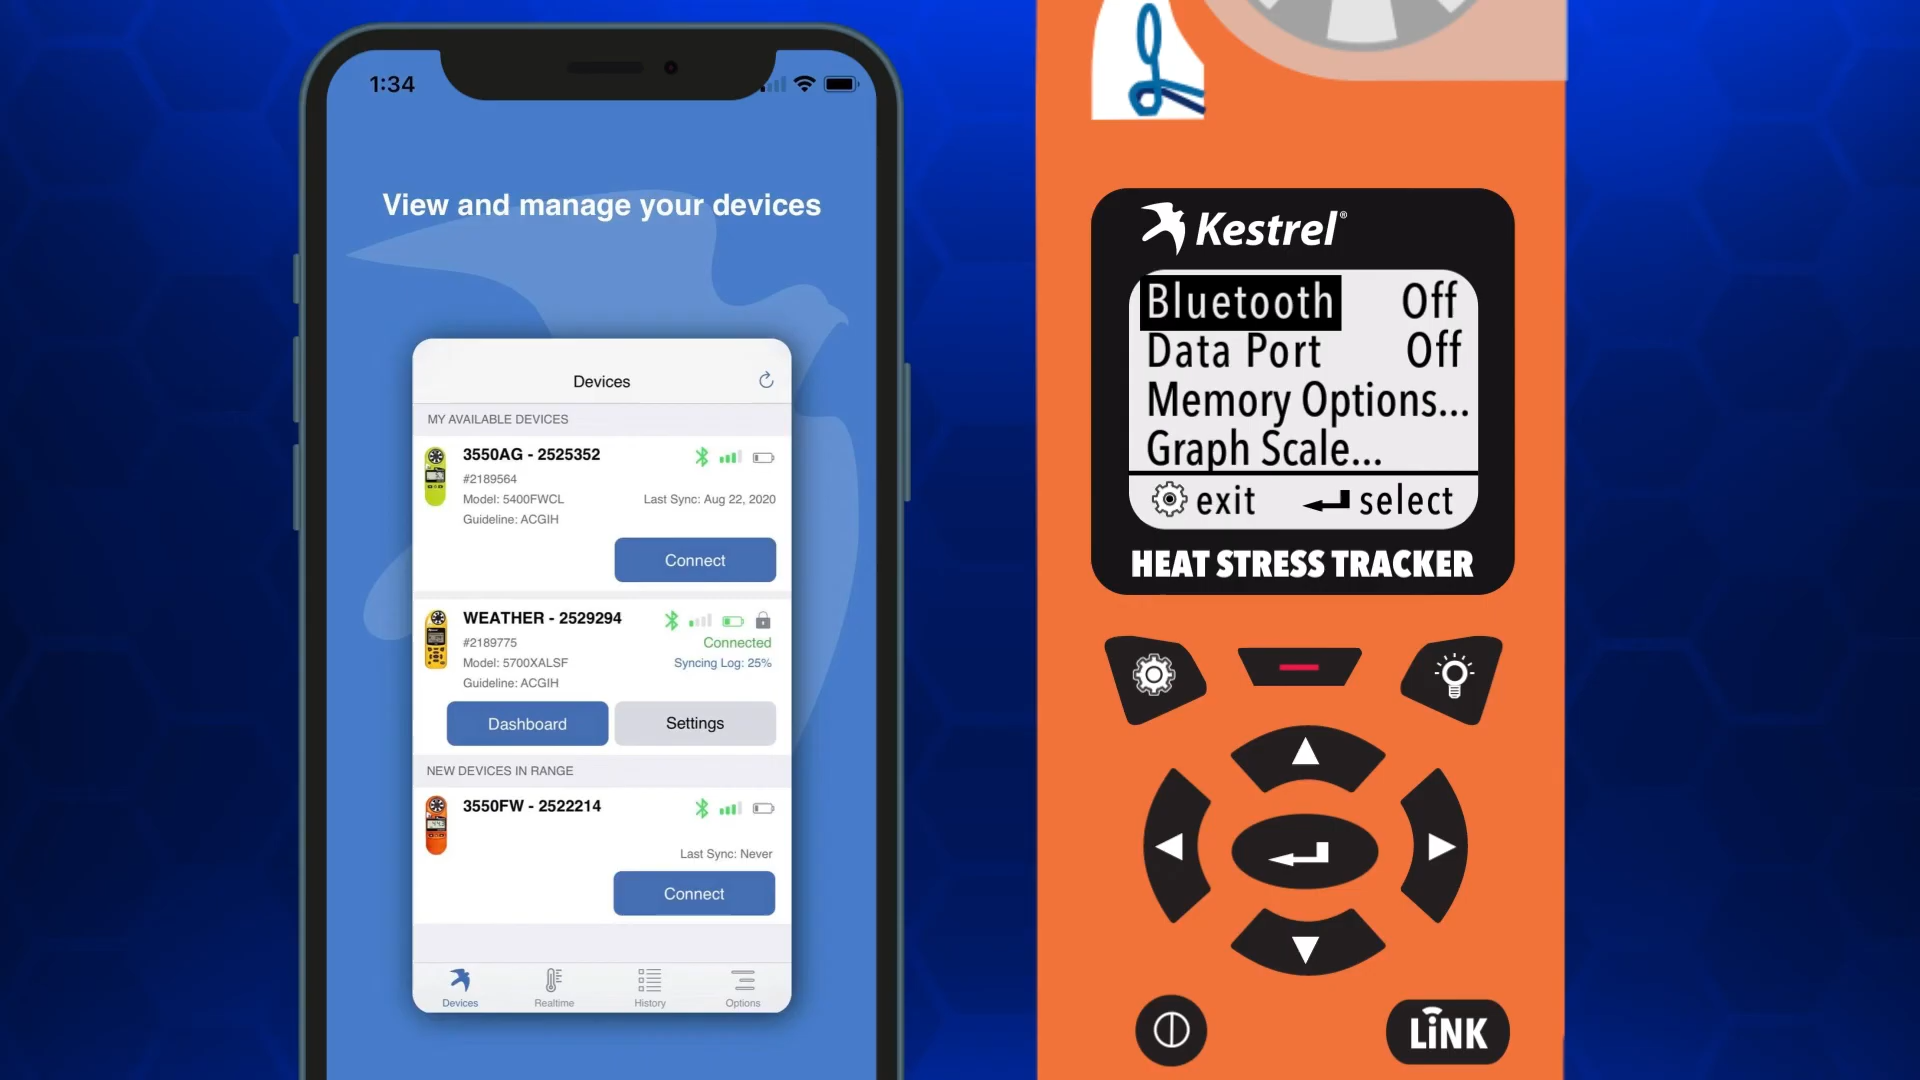 1:34
View and manage your devices
Devices
MY AVAILABLE DEVICES
3550AG - 2525352
#2189564
Model: 5400FWCL
Last Sync: Aug 22, 2020
Guideline: ACGIH
Connect
WEATHER - 2529294
#2189775
Connected
Model: 5700XALSF
Syncing Log: 25%
Guideline: ACGIH
Dashboard
Settings
NEW DEVICES IN RANGE
3550FW - 2522214
Last Sync: Never
Connect
Devices
Realtime
History
Options
Kestrel®
Bluetooth Off
Data Port Off
Memory Options...
Graph Scale...
exit select
HEAT STRESS TRACKER
LiNK